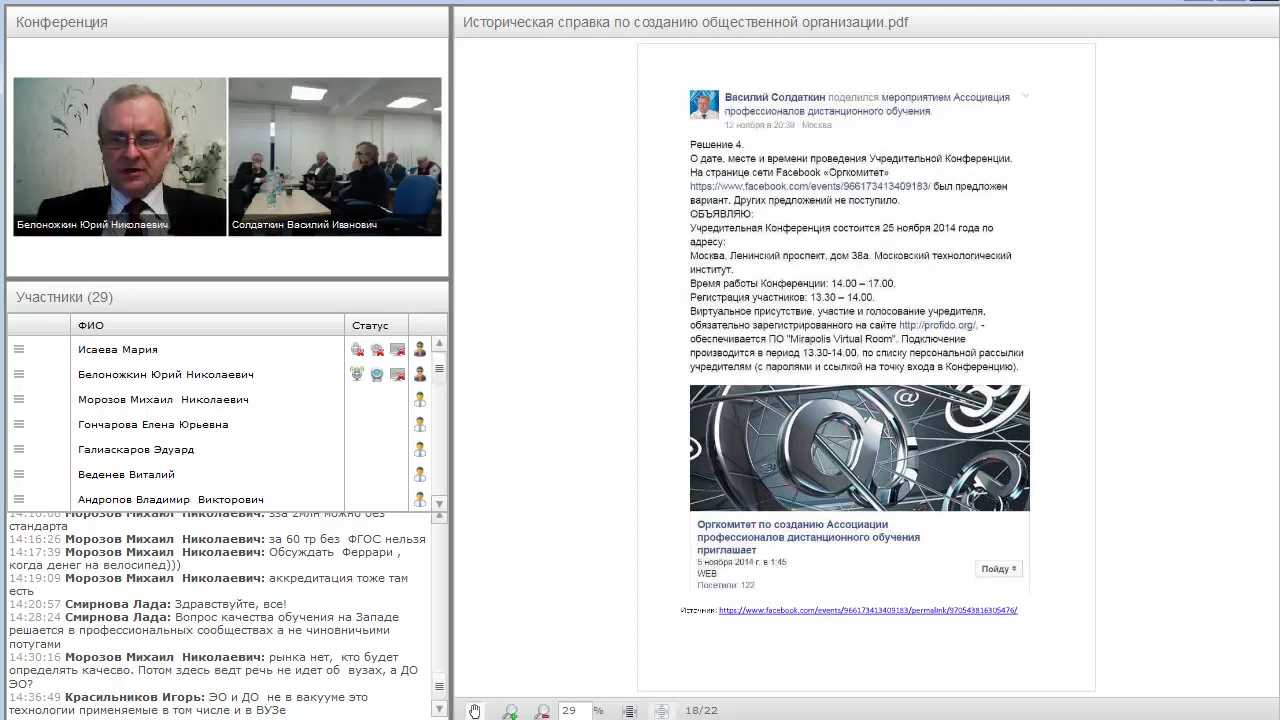 Конференция
Белоножкин Юрий Николаевич
Солдаткин Василий Иванович
Участники (29)
ФИО
Статус
Исаева Мария
Белоножкин Юрий Николаевич
Морозов Михаил Николаевич
Гончарова Елена Юрьевна
Галиаскаров Эдуард
Веденев Виталий
Андропов Владимир Викторович
14:16:08 Морозов Михаил Николаевич: зза 2млн можно без
стандарта
14:16:26 Морозов Михаил Николаевич: за 60 тр без ФГОС нельзя
14:17:39 Морозов Михаил Николаевич: Обсуждать Феррари ,
когда денег на велосипед)))
14:19:09 Морозов Михаил Николаевич: аккредитация тоже там
есть
14:20:57 Смирнова Лада: Здравствуйте, все!
14:28:24 Смирнова Лада: Вопрос качества обучения на Западе
решается в профессиональных сообществах а не чиновничьими
потугами
14:30:16 Морозов Михаил Николаевич: рынка нет, кто будет
определять качесво. Потом здесь ведт речь не идет об вузах, а ДО
ЭО?
14:36:49 Красильников Игорь: ЭО и ДО не в вакууме это
технологии применяемые в том числе и в ВУЗе
Историческая справка по созданию общественной организации.pdf
Василий Солдаткин поделился мероприятием Ассоциация
профессионалов дистанционного обучения.
12 ноября в 20:39 Москва
Решение 4.
О дате, месте и времени проведения Учредительной Конференции.
На странице сети Facebook «Оргкомитет»
https://www.facebook.com/events/966173413409183/ был предложен
вариант. Других предложений не поступило.
ОБЪЯВЛЯЮ:
Учредительная Конференция состоится 25 ноября 2014 года по
адресу:
Москва, Ленинский проспект, дом 38а. Московский технологический
институт.
Время работы Конференции: 14.00 – 17.00.
Регистрация участников: 13.30 – 14.00.
Виртуальное присутствие, участие и голосование учредителя,
обязательно зарегистрированного на сайте http://profido.org/, -
обеспечивается ПО "Mirapolis Virtual Room". Подключение
производится в период 13.30-14.00, по списку персональной рассылки
учредителям (с паролями и ссылкой на точку входа в Конференцию).
@
Оргкомитет по созданию Ассоциации
профессионалов дистанционного обучения
приглашает
5 ноября 2014 г. в 1:45
WEB
Посетили: 122
Пойду
Источник: https://www.facebook.com/events/966173413409183/permalink/970543816305476/
29 %
18/22